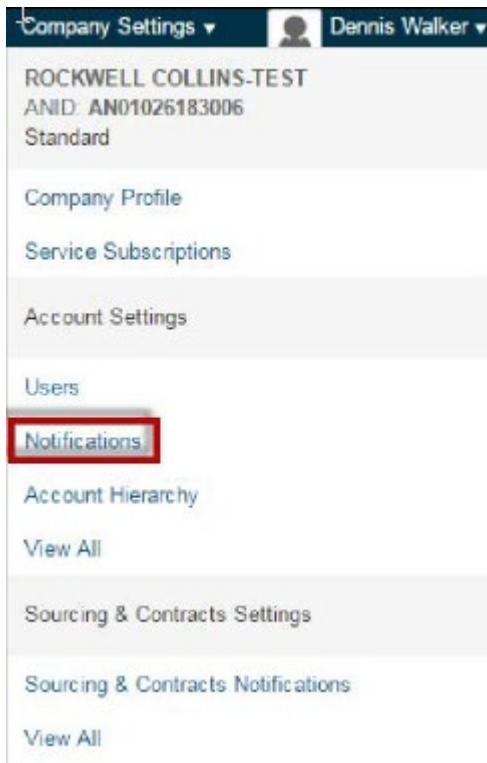 Company Settings ▾ Dennis Walker ▾
ROCKWELL COLLINS-TEST
ANID: AN01026183006
Standard
Company Profile
Service Subscriptions
Account Settings
Users
Notifications
Account Hierarchy
View All
Sourcing & Contracts Settings
Sourcing & Contracts Notifications
View All